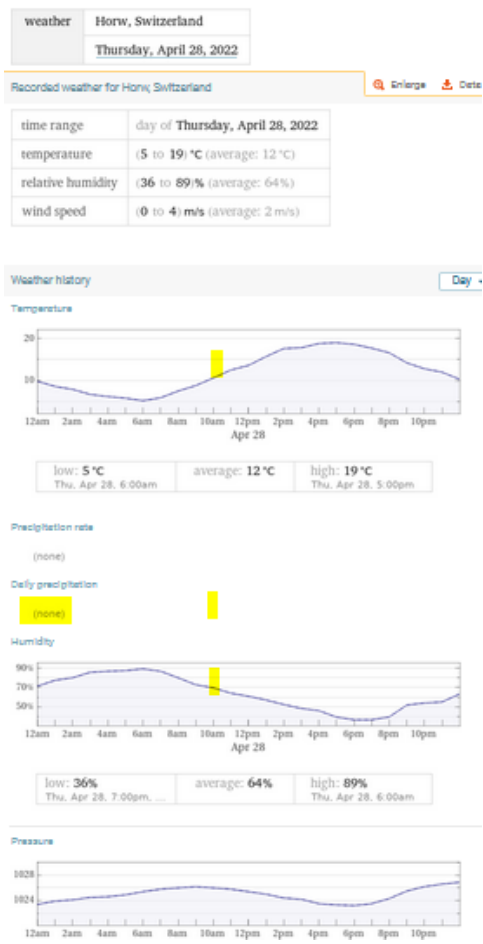 weather Horw, Switzerland
Thursday, April 28, 2022
Recorded weather for Horw, Switzerland Enlarge Data
time range day of Thursday, April 28, 2022
temperature (5 to 19) °C (average: 12 °C)
relative humidity (36 to 89)% (average: 64%)
wind speed (0 to 4) m/s (average: 2 m/s)
Weather history Day
Temperature
20
10
12am 2am 4am 6am 8am 10am 12pm 2pm 4pm 6pm 8pm 10pm
Apr 28
low: 5 °C average: 12 °C high: 19 °C
Thu, Apr 28, 6:00am Thu, Apr 28, 5:00pm
Precipitation rate
(none)
Daily precipitation
(none)
Humidity
90%
70%
50%
12am 2am 4am 6am 8am 10am 12pm 2pm 4pm 6pm 8pm 10pm
Apr 28
low: 36% average: 64% high: 89%
Thu, Apr 28, 7:00pm, ... Thu, Apr 28, 6:00am
Pressure
1028
1024
12am 2am 4am 6am 8am 10am 12pm 2pm 4pm 6pm 8pm 10pm